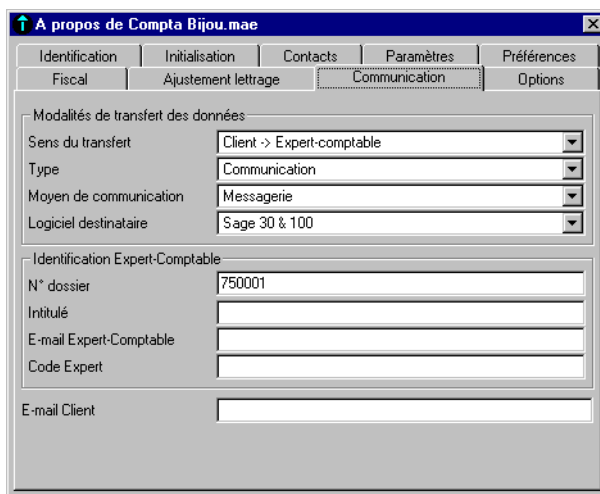 A propos de Compta Bijou.mae
Identification Initialisation Contacts Paramètres Préférences
Fiscal Ajustement lettrage Communication Options
Modalités de transfert des données
Sens du transfert Client -> Expert-comptable
Type Communication
Moyen de communication Messagerie
Logiciel destinataire Sage 30 & 100
Identification Expert-Comptable
N° dossier 750001
Intitulé
E-mail Expert-Comptable
Code Expert
E-mail Client